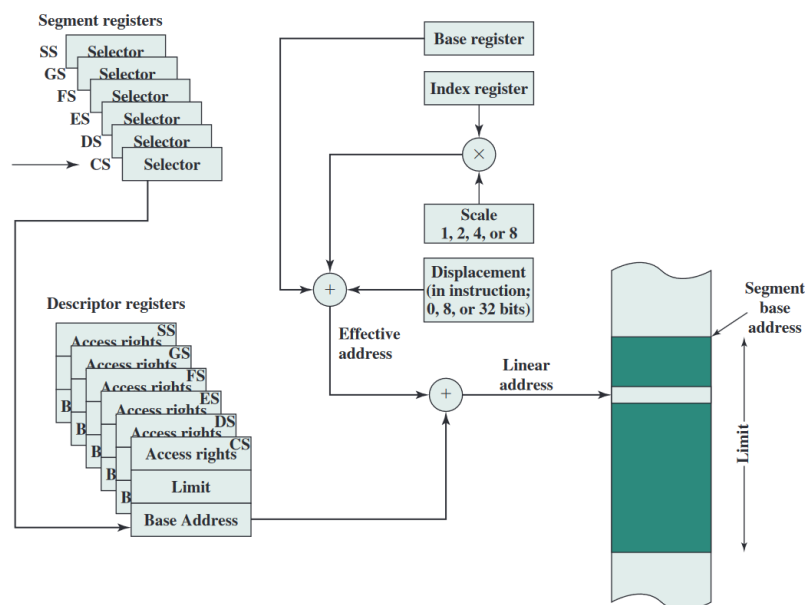 Segment registers
SS Selector
GS Selector
FS Selector
ES Selector
DS Selector
CS Selector
Base register
Index register
×
Scale
1, 2, 4, or 8
Displacement
(in instruction;
0, 8, or 32 bits)
+
Effective
address
Descriptor registers
SS
Access rights
GS
Access rights
B
FS
Access rights
B
ES
Access rights
B
DS
Access rights
B
CS
Access rights
B
Limit
Base Address
+
Linear
address
Segment
base
address
Limit